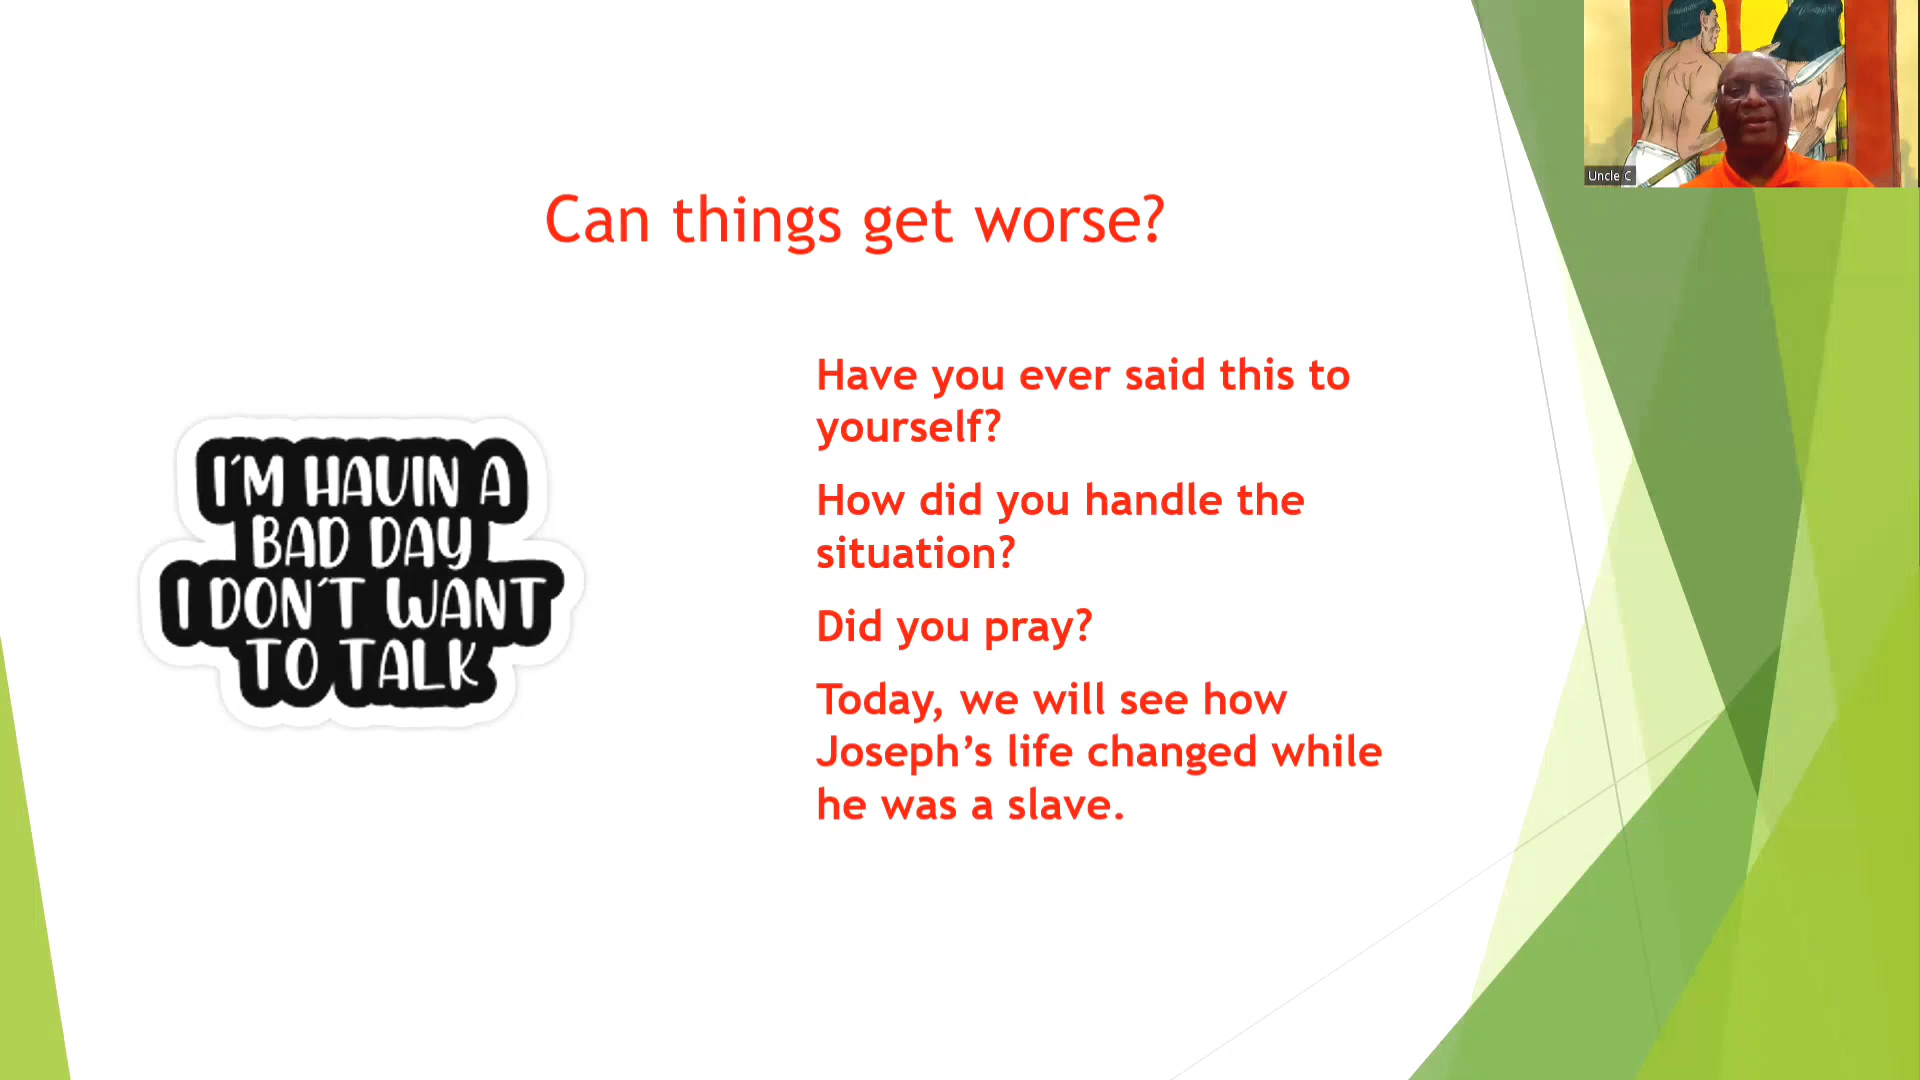 Uncle C
Can things get worse?
Have you ever said this to
yourself?
How did you handle the
situation?
Did you pray?
Today, we will see how
Joseph’s life changed while
he was a slave.
I´M HAVIN A
BAD DAY
I DON´T WANT
TO TALK